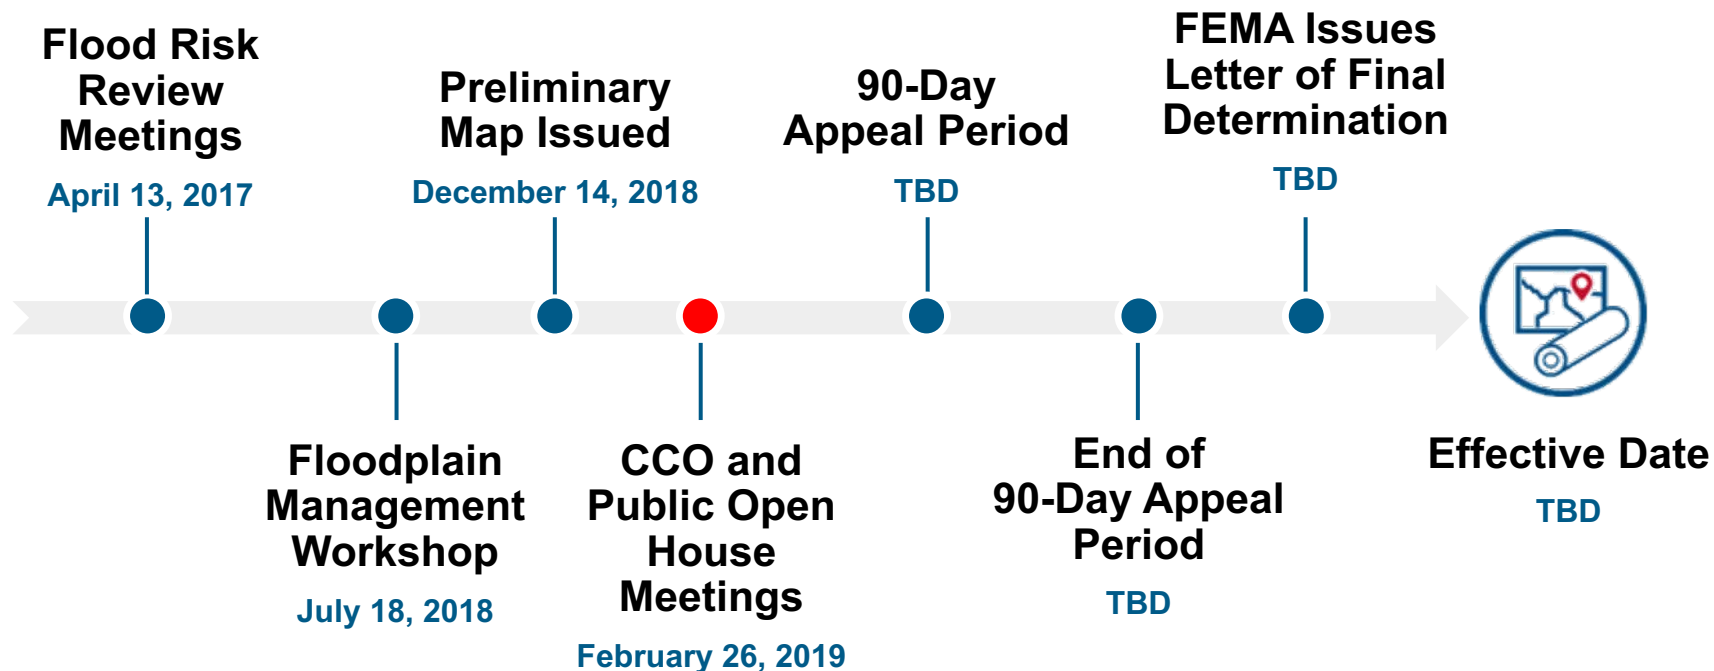 Flood Risk
Review
Meetings
April 13, 2017
Floodplain
Management
Workshop
July 18, 2018
Preliminary
Map Issued
December 14, 2018
CCO and
Public Open
House
Meetings
February 26, 2019
90-Day
Appeal Period
TBD
End of
90-Day Appeal
Period
TBD
FEMA Issues
Letter of Final
Determination
TBD
Effective Date
TBD